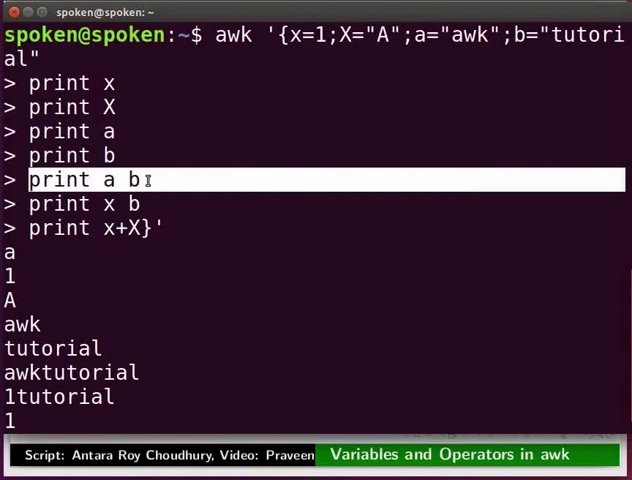 spoken@spoken: ~
spoken@spoken:~$ awk '{x=1;X="A";a="awk";b="tutori
al"
> print x
> print X
> print a
> print b
> print a b
> print x b
> print x+X}'
a
1
A
awk
tutorial
awktutorial
1tutorial
1
Script: Antara Roy Choudhury, Video: Praveen
Variables and Operators in awk